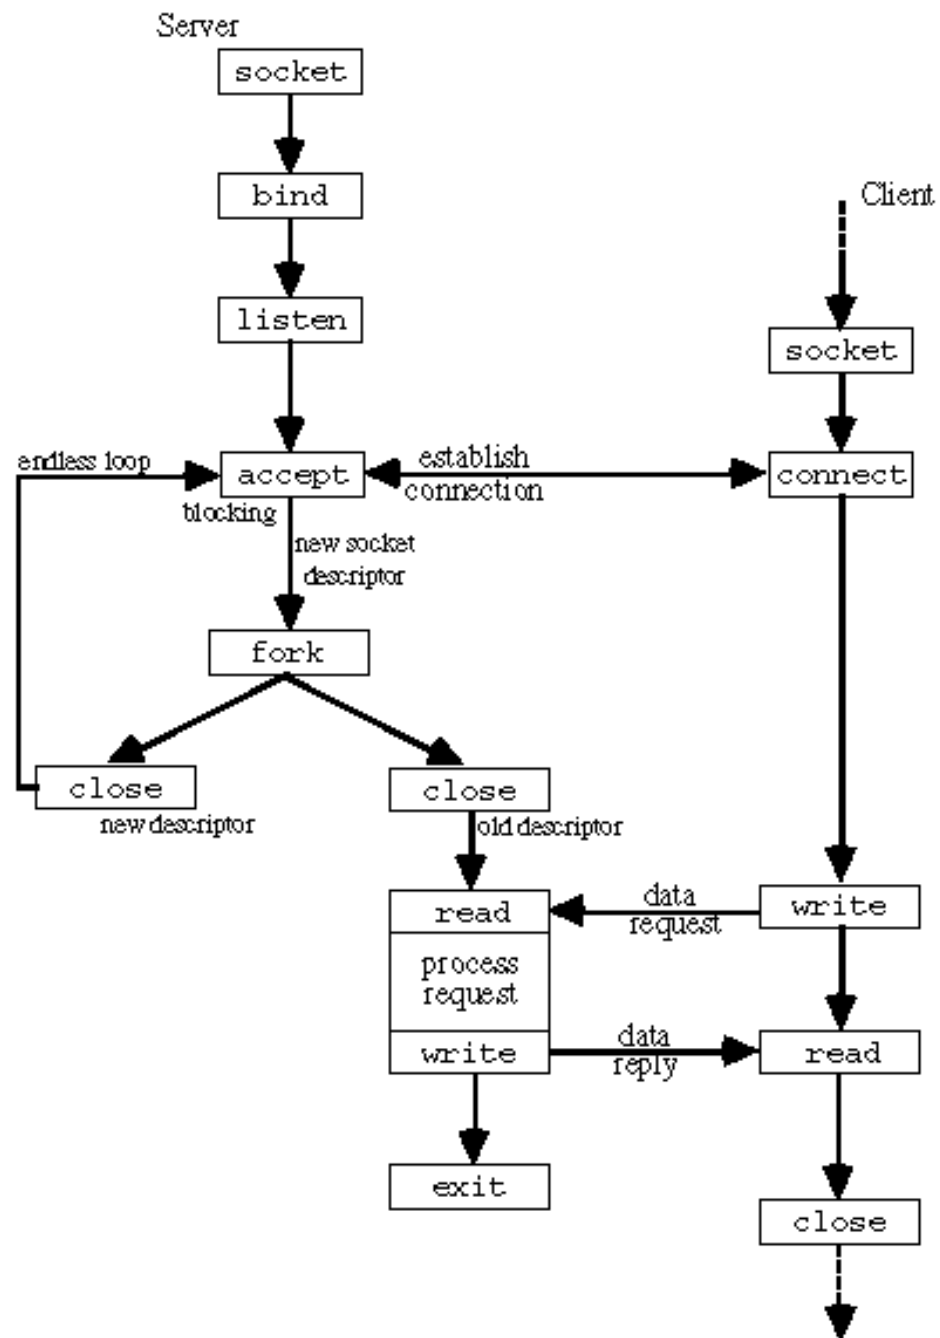 Server
socket
bind
Client
listen
socket
endless loop
accept
establish
connection
connect
blocking
new socket
descriptor
fork
close
new descriptor
close
old descriptor
read
data
request
write
process
request
write
data
reply
read
exit
close